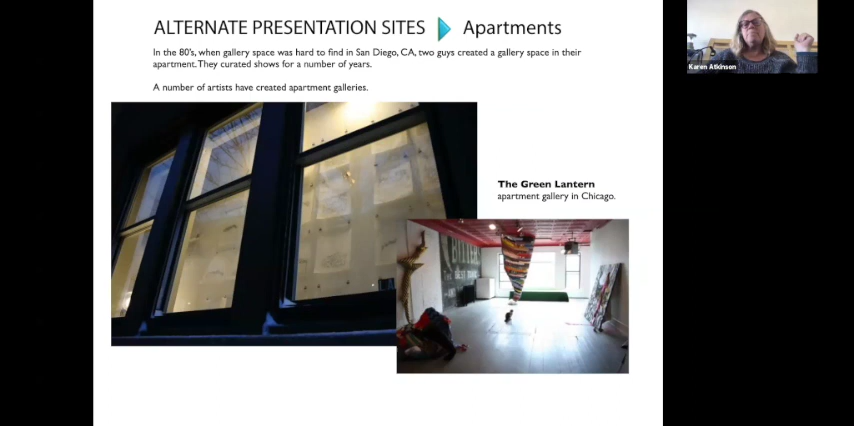 ALTERNATE PRESENTATION SITES Apartments
In the 80's, when gallery space was hard to find in San Diego, CA, two guys created a gallery space in their
apartment. They curated shows for a number of years.
A number of artists have created apartment galleries.
The Green Lantern
apartment gallery in Chicago.
Karen Atkinson